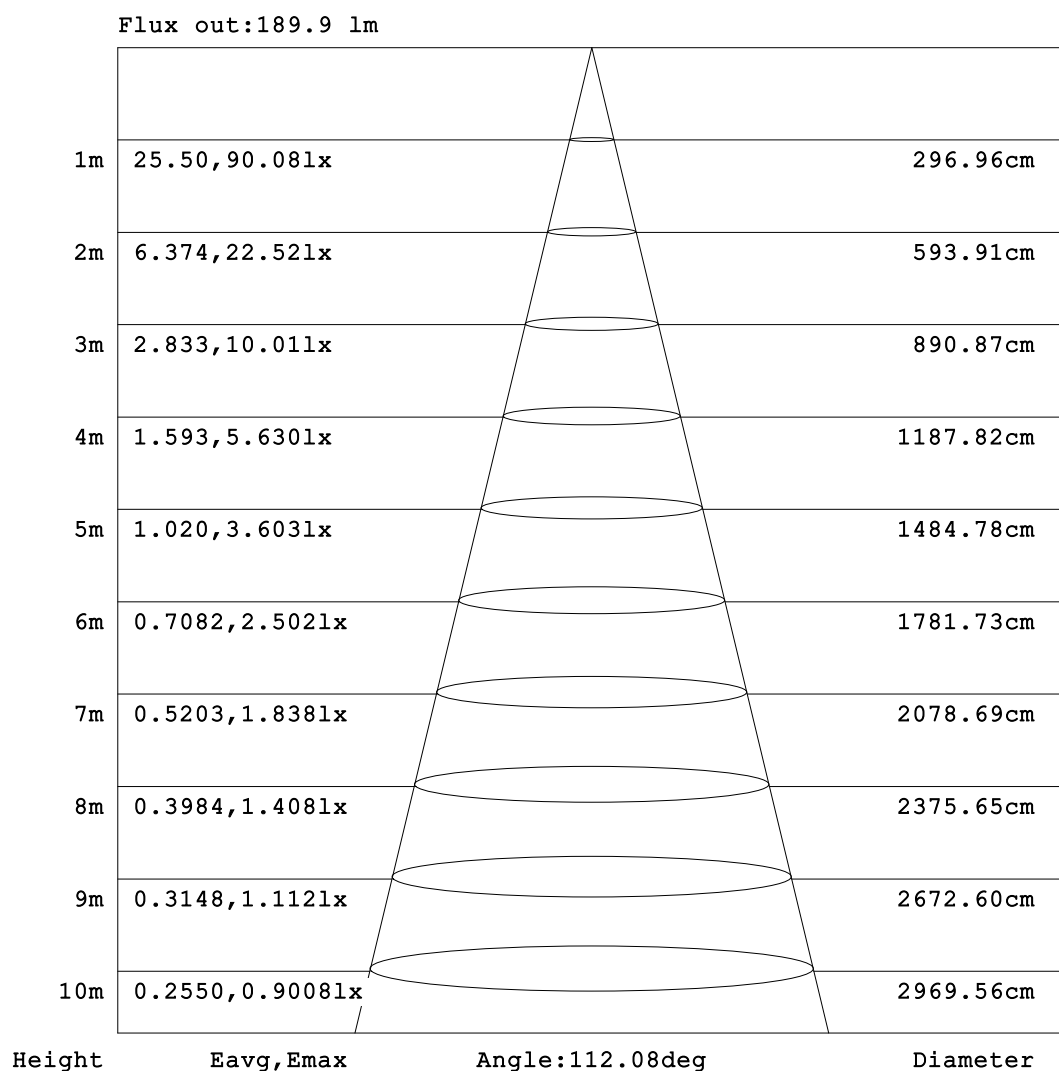 Flux out:189.9 lm
1m 25.50,90.08lx 296.96cm
2m 6.374,22.52lx 593.91cm
3m 2.833,10.01lx 890.87cm
4m 1.593,5.630lx 1187.82cm
5m 1.020,3.603lx 1484.78cm
6m 0.7082,2.502lx 1781.73cm
7m 0.5203,1.838lx 2078.69cm
8m 0.3984,1.408lx 2375.65cm
9m 0.3148,1.112lx 2672.60cm
10m 0.2550,0.9008lx 2969.56cm
Height Eavg,Emax Angle:112.08deg Diameter